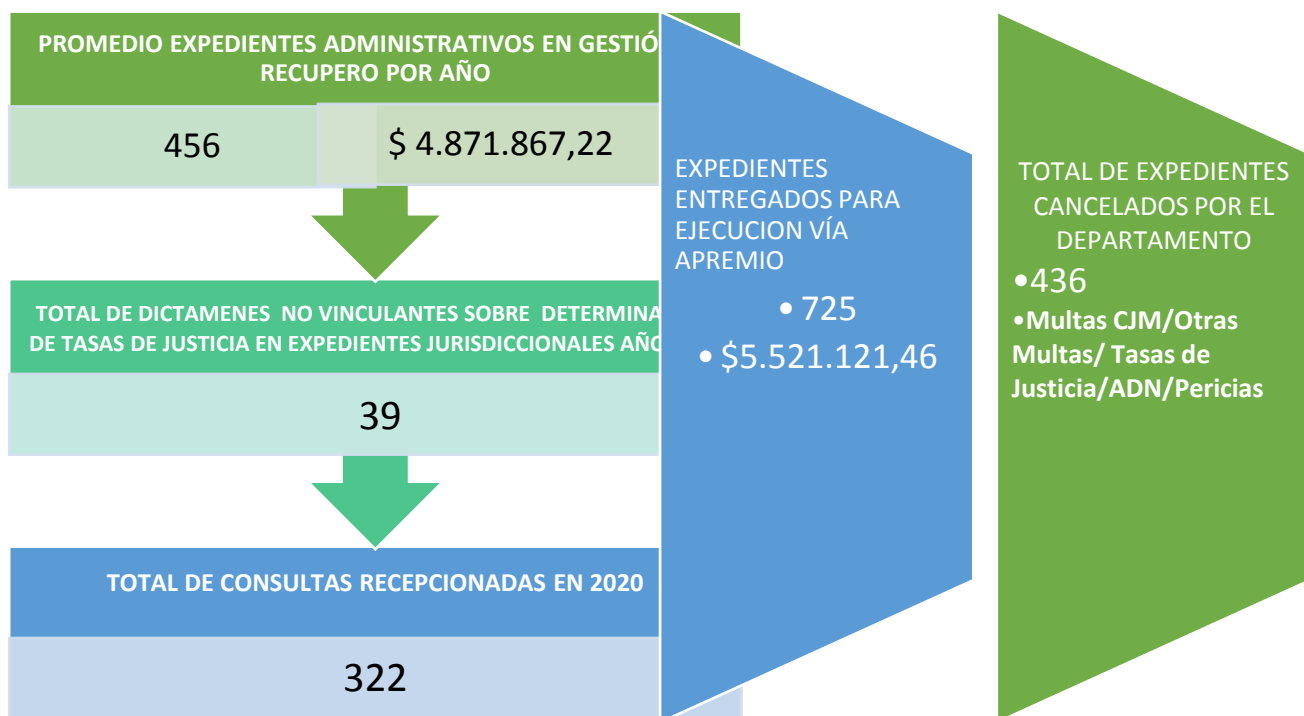 PROMEDIO EXPEDIENTES ADMINISTRATIVOS EN
RECUPERO POR AÑO
456
$ 4.871.867,22
TOTAL DE DICTAMENES NO VINCULANTES SOBRE
DE TASAS DE JUSTICIA EN EXPEDIENTES JURISDICCIONALES
39
TOTAL DE CONSULTAS RECEPCIONADAS EN 2020
322
EXPEDIENTES
ENTREGADOS PARA
EJECUCION VÍA
APREMIO
• 725
• $5.521.121,46
TOTAL DE EXPEDIENTES
CANCELADOS POR EL
DEPARTAMENTO
•436
•Multas CJM/Otras
Multas/ Tasas de
Justicia/ADN/Pericias